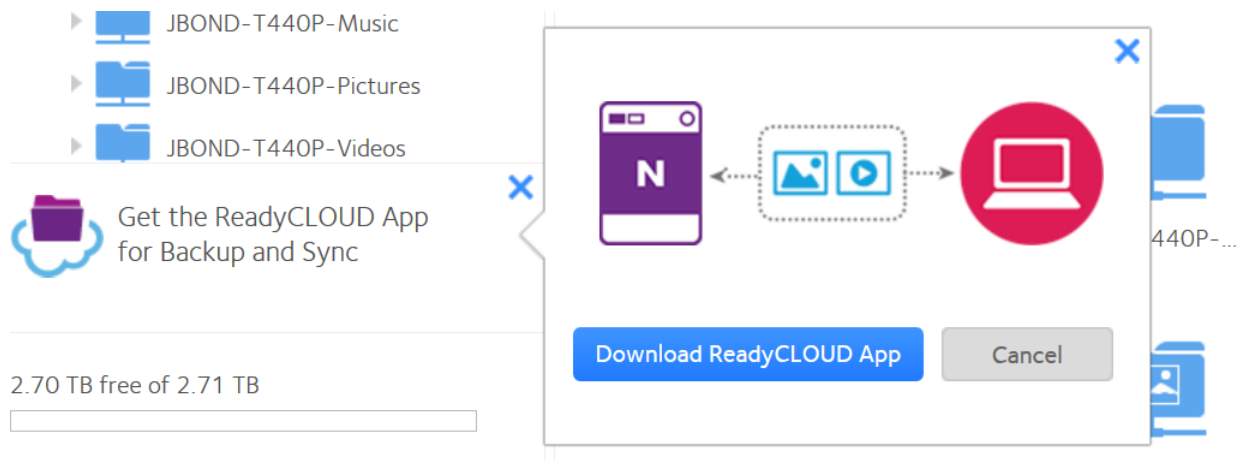 JBOND-T440P-Music
JBOND-T440P-Pictures
JBOND-T440P-Videos
Get the ReadyCLOUD App
for Backup and Sync
2.70 TB free of 2.71 TB
N
Download ReadyCLOUD App
Cancel
440P-...